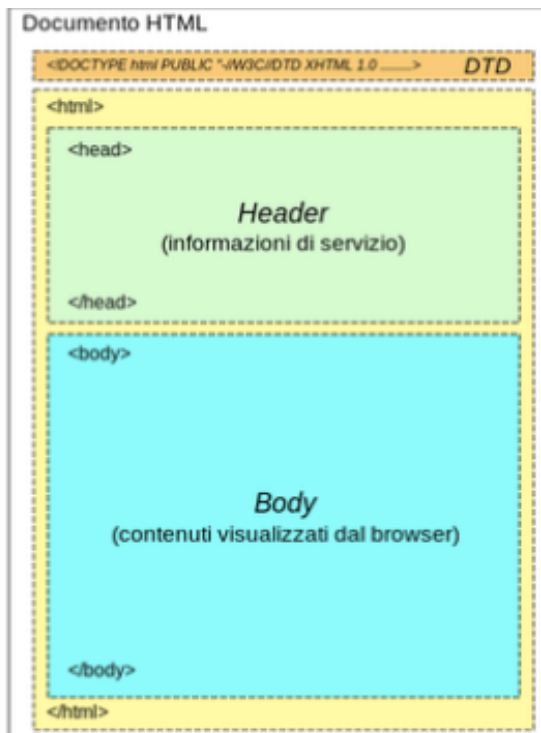 Documento HTML
<!DOCTYPE html PUBLIC "-//W3C//DTD XHTML 1.0 ........> DTD
<html>
<head>
Header
(informazioni di servizio)
</head>
<body>
Body
(contenuti visualizzati dal browser)
</body>
</html>